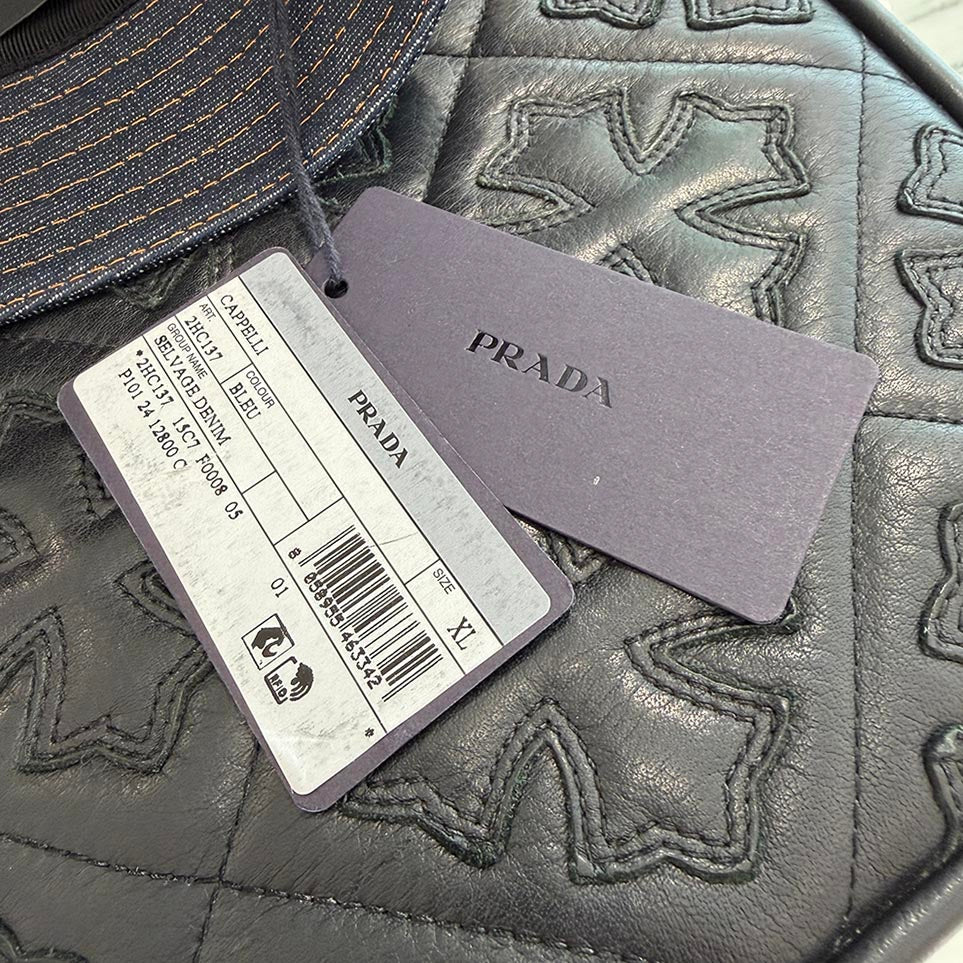 PRADA
CAPPELLI
ART.
2HC137
COLOUR
BLEU
GROUP NAME
SELVAGE DENIM
*2HC137 15C7 F0008 05
P101 24 12800 C
PRADA
SIZE
XL
8 058955 463342
*
01
RFID